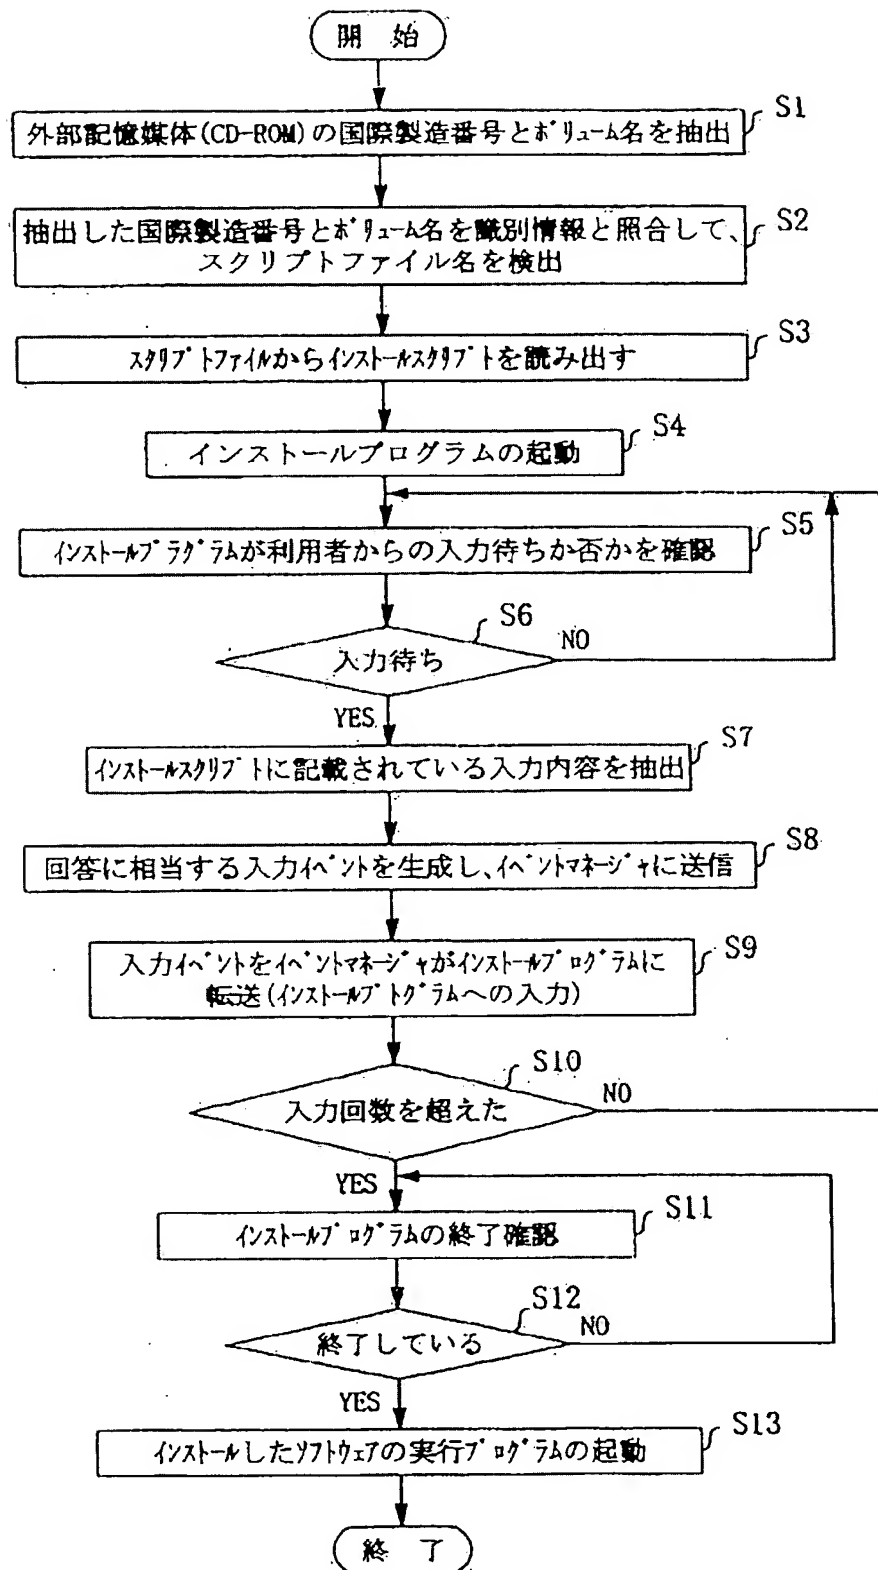 開 始
S1
外部記憶媒体(CD-ROM)の国際製造番号とボリューム名を抽出
S2
抽出した国際製造番号とボリューム名を識別情報と照合して、
スクリプトファイル名を検出
S3
スクリプトファイルからインストールスクリプトを読み出す
S4
インストールプログラムの起動
S5
インストールプラグラムが利用者からの入力待ちか否かを確認
S6
入力待ち
NO
YES
S7
インストールスクリプトに記載されている入力内容を抽出
S8
回答に相当する入力イベントを生成し、イベントマネージャに送信
S9
入力イベントをイベントマネージャがインストールプログラムに
転送(インストールプトグラムへの入力)
S10
入力回数を超えた
NO
YES
S11
インストールプログラムの終了確認
S12
終了している
NO
YES
S13
インストールしたソフトウェアの実行プログラムの起動
終 了